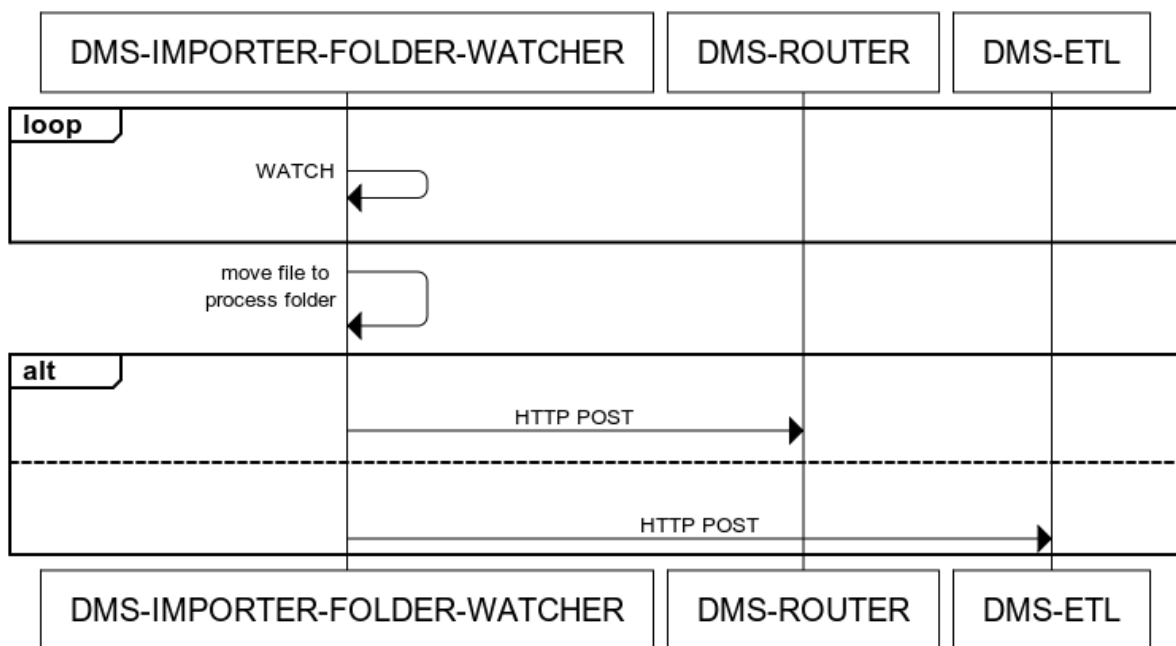 DMS-IMPORTER-FOLDER-WATCHER
DMS-ROUTER
DMS-ETL
loop
WATCH
move file to
process folder
alt
HTTP POST
HTTP POST
DMS-IMPORTER-FOLDER-WATCHER
DMS-ROUTER
DMS-ETL